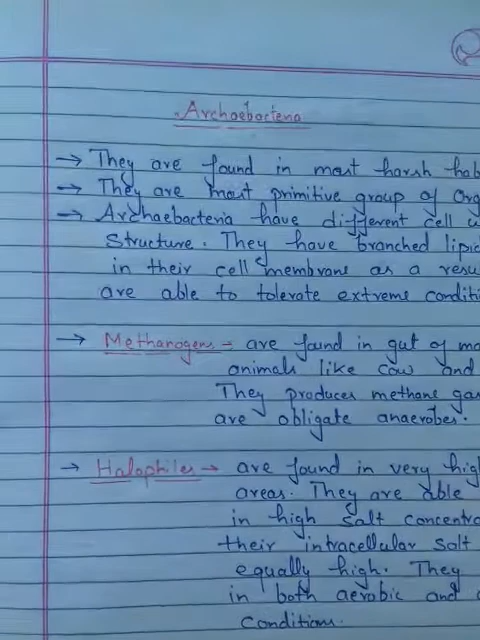 Archaebacteria
→ They are found in most harsh hab
→ They are most primitive group of Org
→ Archaebacteria have different cell w
structure. They have branched lipid
in their cell membrane as a resu
are able to tolerate extreme conditi
→ Methanogens - are found in gut of
animals like cow and
They produces methane gas
are obligate anaerobes.
→ Halophiles → are found in very hig
areas. They are able
in high salt concentra
their intracellular salt
equally high. They
in both aerobic and
conditions.